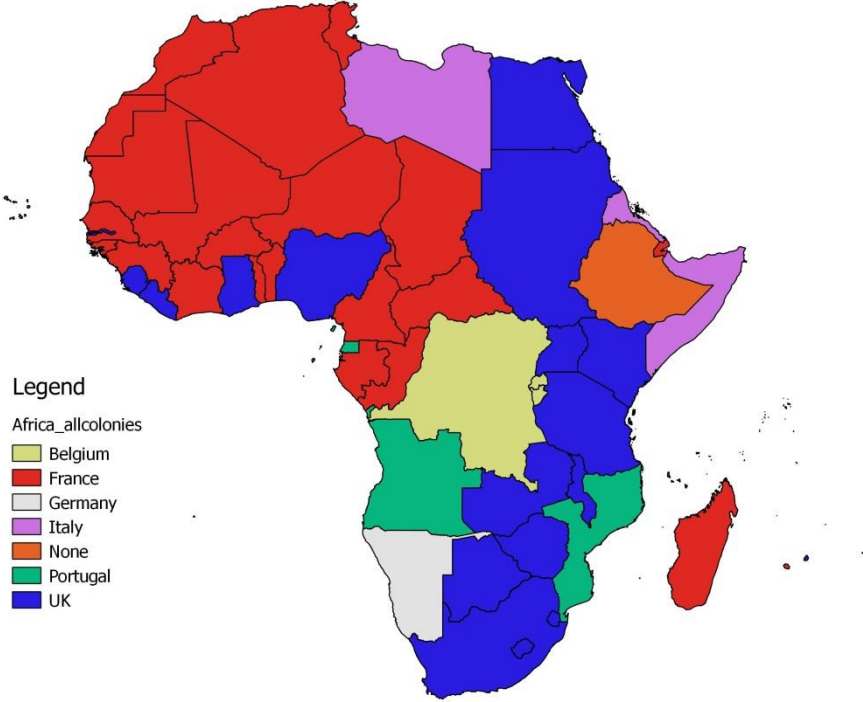 Legend
Africa_allcolonies
Belgium
France
Germany
Italy
None
Portugal
UK